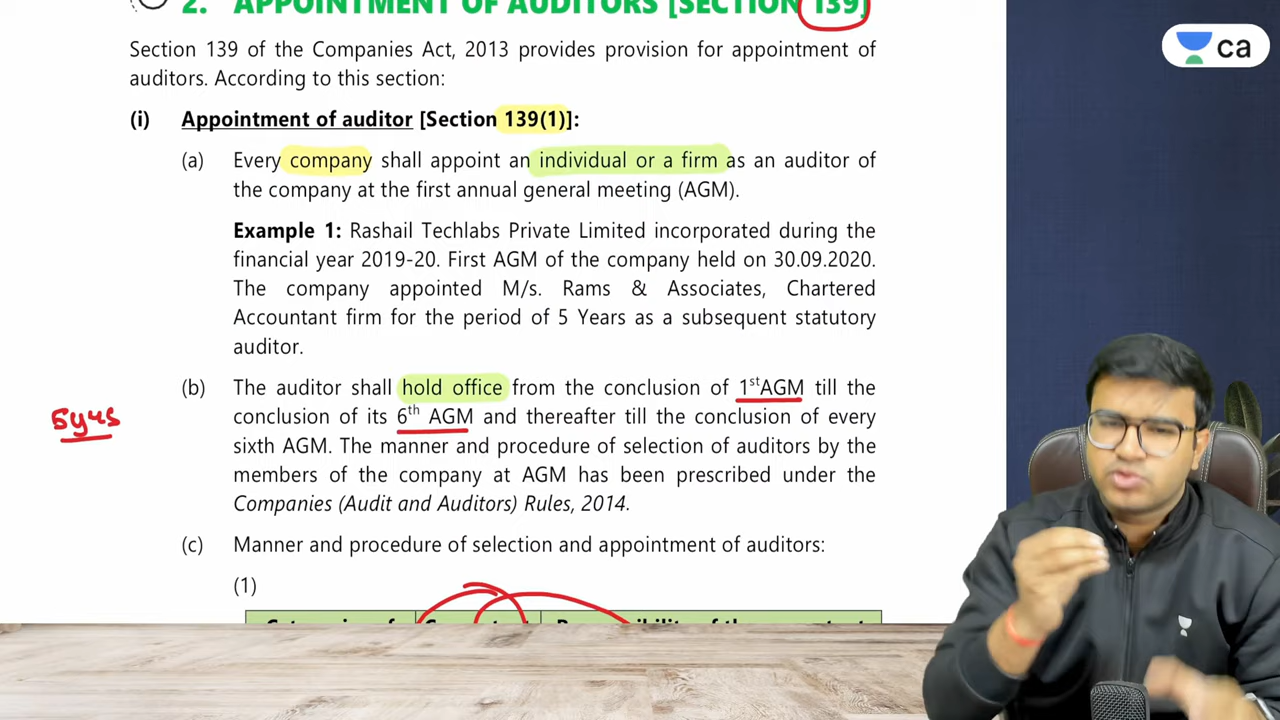 2. APPOINTMENT OF AUDITORS [SECTION 139]
ca
Section 139 of the Companies Act, 2013 provides provision for appointment of
auditors. According to this section:
(i) Appointment of auditor [Section 139(1)]:
(a) Every company shall appoint an individual or a firm as an auditor of
the company at the first annual general meeting (AGM).
Example 1: Rashail Techlabs Private Limited incorporated during the
financial year 2019-20. First AGM of the company held on 30.09.2020.
The company appointed M/s. Rams & Associates, Chartered
Accountant firm for the period of 5 Years as a subsequent statutory
auditor.
(b) The auditor shall hold office from the conclusion of 1st AGM till the
5yrs
conclusion of its 6th AGM and thereafter till the conclusion of every
sixth AGM. The manner and procedure of selection of auditors by the
members of the company at AGM has been prescribed under the
Companies (Audit and Auditors) Rules, 2014.
(c) Manner and procedure of selection and appointment of auditors:
(1)